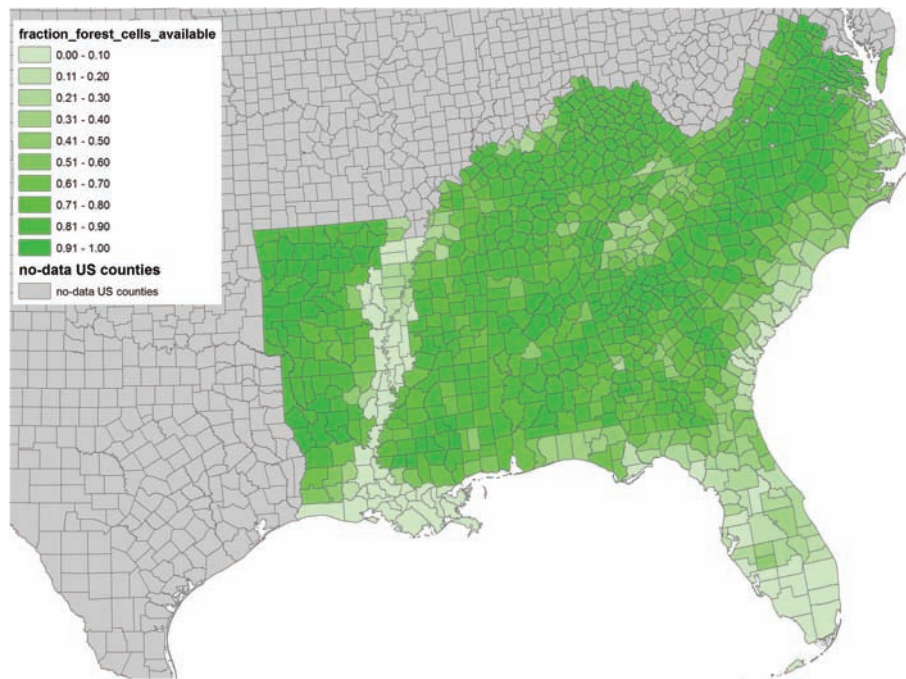 fraction_forest_cells_available
0.00 - 0.10
0.11 - 0.20
0.21 - 0.30
0.31 - 0.40
0.41 - 0.50
0.51 - 0.60
0.61 - 0.70
0.71 - 0.80
0.81 - 0.90
0.91 - 1.00
no-data US counties
no-data US counties